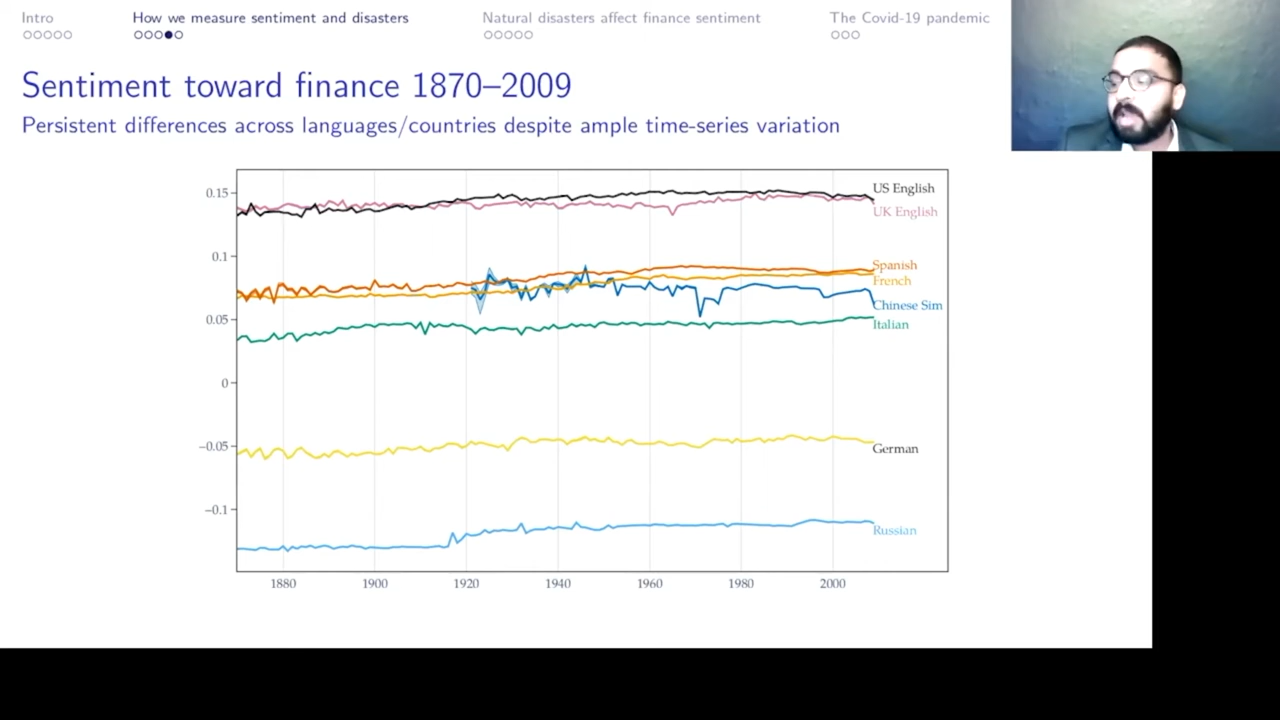 Intro
How we measure sentiment and disasters
Natural disasters affect finance sentiment
The Covid-19 pandemic
Sentiment toward finance 1870–2009
Persistent differences across languages/countries despite ample time-series variation
0.15
0.1
0.05
0
−0.05
−0.1
US English
UK English
Spanish
French
Chinese Sim
Italian
German
Russian
1880 1900 1920 1940 1960 1980 2000